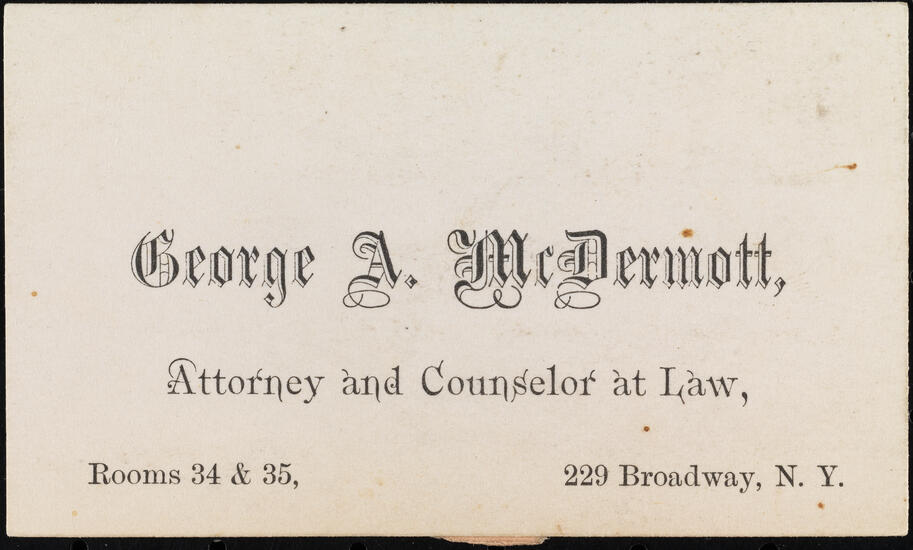 George A. McDermott,
Attorney and Counselor at Law,
Rooms 34 & 35, 229 Broadway, N. Y.